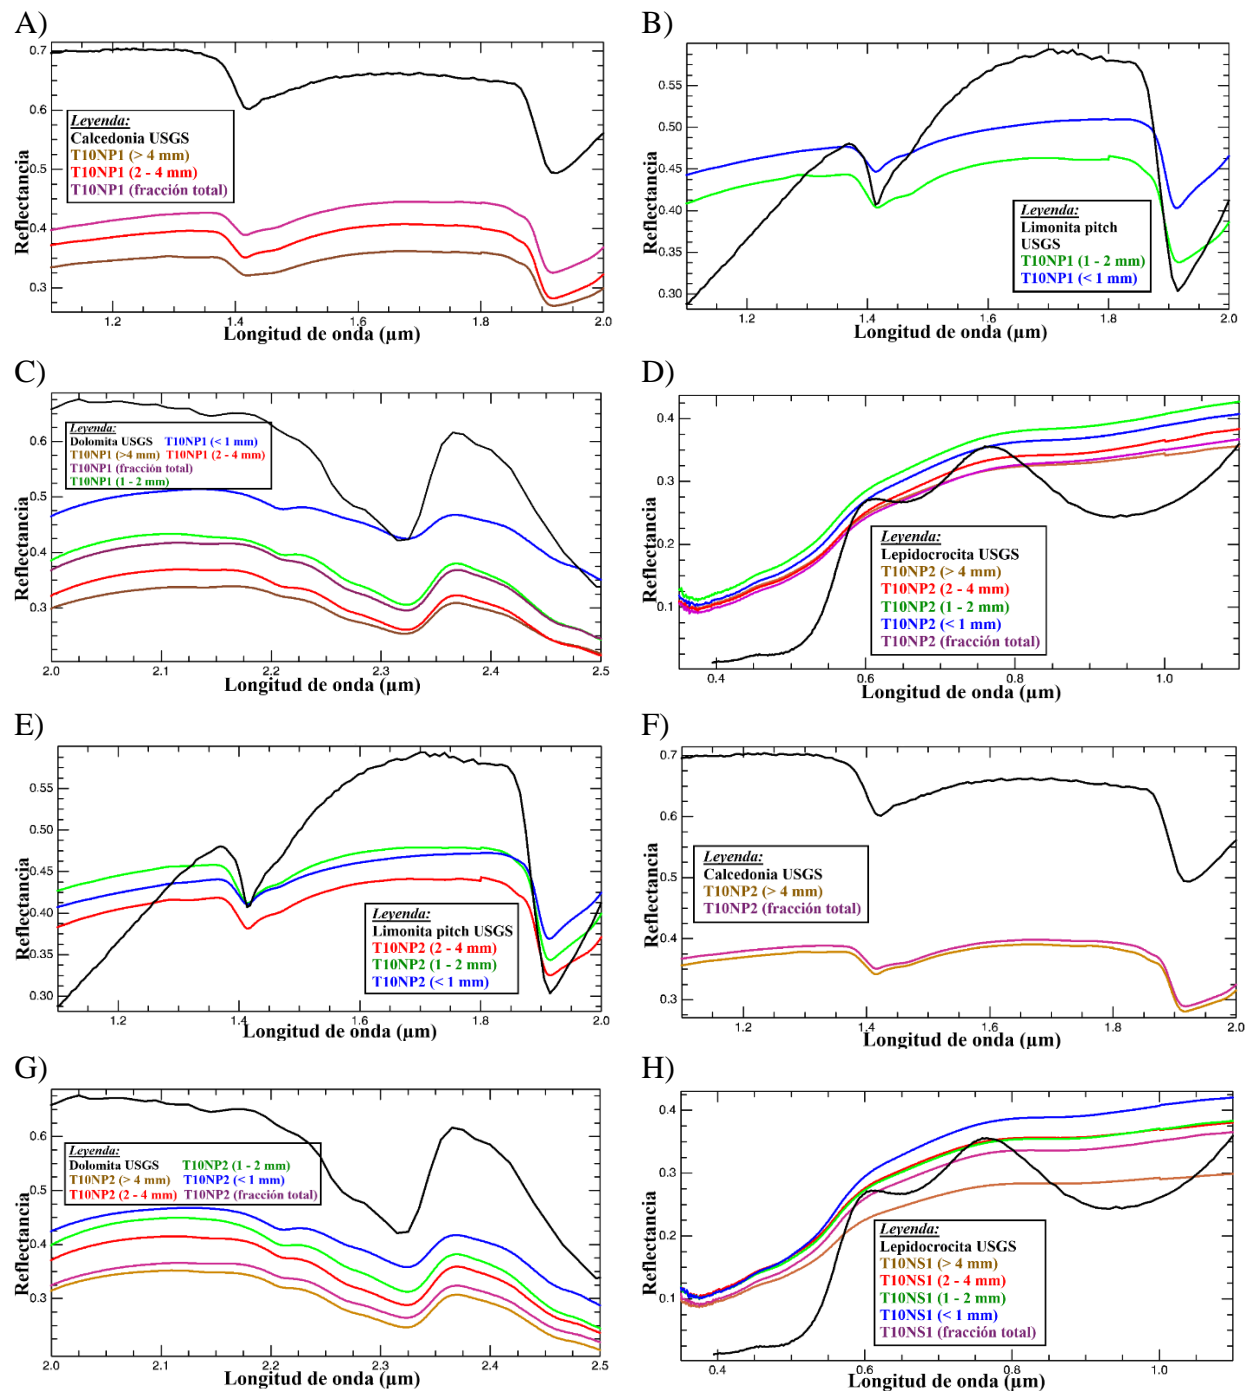 A)
0.7
0.6
0.5
0.4
0.3
Reflectancia
Leyenda:
Calcedonia USGS
T10NP1 (> 4 mm)
T10NP1 (2 - 4 mm)
T10NP1 (fracción total)
1.2 1.4 1.6 1.8 2.0
Longitud de onda (µm)
B)
0.55
0.50
0.45
0.40
0.35
0.30
Reflectancia
Leyenda:
Limonita pitch
USGS
T10NP1 (1 - 2 mm)
T10NP1 (< 1 mm)
1.2 1.4 1.6 1.8 2.0
Longitud de onda (µm)
C)
0.6
0.5
0.4
0.3
Reflectancia
Leyenda:
Dolomita USGS T10NP1 (< 1 mm)
T10NP1 (>4 mm) T10NP1 (2 - 4 mm)
T10NP1 (fracción total)
T10NP1 (1 - 2 mm)
2.0 2.1 2.2 2.3 2.4 2.5
Longitud de onda (µm)
D)
0.4
0.3
0.2
0.1
Reflectancia
Leyenda:
Lepidocrocita USGS
T10NP2 (> 4 mm)
T10NP2 (2 - 4 mm)
T10NP2 (1 - 2 mm)
T10NP2 (< 1 mm)
T10NP2 (fracción total)
0.4 0.6 0.8 1.0
Longitud de onda (µm)
E)
0.55
0.50
0.45
0.40
0.35
0.30
Reflectancia
Leyenda:
Limonita pitch USGS
T10NP2 (2 - 4 mm)
T10NP2 (1 - 2 mm)
T10NP2 (< 1 mm)
1.2 1.4 1.6 1.8 2.0
Longitud de onda (µm)
F)
0.7
0.6
0.5
0.4
0.3
Reflectancia
Leyenda:
Calcedonia USGS
T10NP2 (> 4 mm)
T10NP2 (fracción total)
1.2 1.4 1.6 1.8 2.0
Longitud de onda (µm)
G)
0.6
0.5
0.4
0.3
Reflectancia
Leyenda:
Dolomita USGS T10NP2 (1 - 2 mm)
T10NP2 (> 4 mm) T10NP2 (< 1 mm)
T10NP2 (2 - 4 mm) T10NP2 (fracción total)
2.0 2.1 2.2 2.3 2.4 2.5
Longitud de onda (µm)
H)
0.4
0.3
0.2
0.1
Reflectancia
Leyenda:
Lepidocrocita USGS
T10NS1 (> 4 mm)
T10NS1 (2 - 4 mm)
T10NS1 (1 - 2 mm)
T10NS1 (< 1 mm)
T10NS1 (fracción total)
0.4 0.6 0.8 1.0
Longitud de onda (µm)